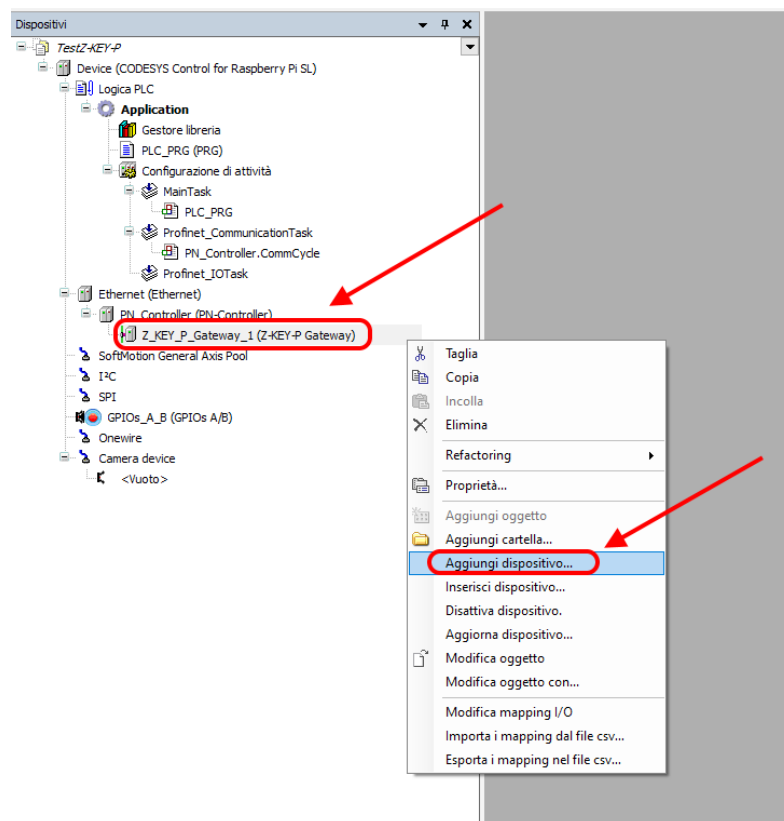 Dispositivi
TestZ-KEY-P
Device (CODESYS Control for Raspberry Pi SL)
Logica PLC
Application
Gestore libreria
PLC_PRG (PRG)
Configurazione di attività
MainTask
PLC_PRG
Profinet_CommunicationTask
PN_Controller.CommCycle
Profinet_IOTask
Ethernet (Ethernet)
PN_Controller (PN-Controller)
Z_KEY_P_Gateway_1 (Z-KEY-P Gateway)
SoftMotion General Axis Pool
I²C
SPI
GPIOs_A_B (GPIOs A/B)
Onewire
Camera device
<Vuoto>
Taglia
Copia
Incolla
Elimina
Refactoring
Proprietà...
Aggiungi oggetto
Aggiungi cartella...
Aggiungi dispositivo...
Inserisci dispositivo...
Disattiva dispositivo.
Aggiorna dispositivo...
Modifica oggetto
Modifica oggetto con...
Modifica mapping I/O
Importa i mapping dal file csv...
Esporta i mapping nel file csv...